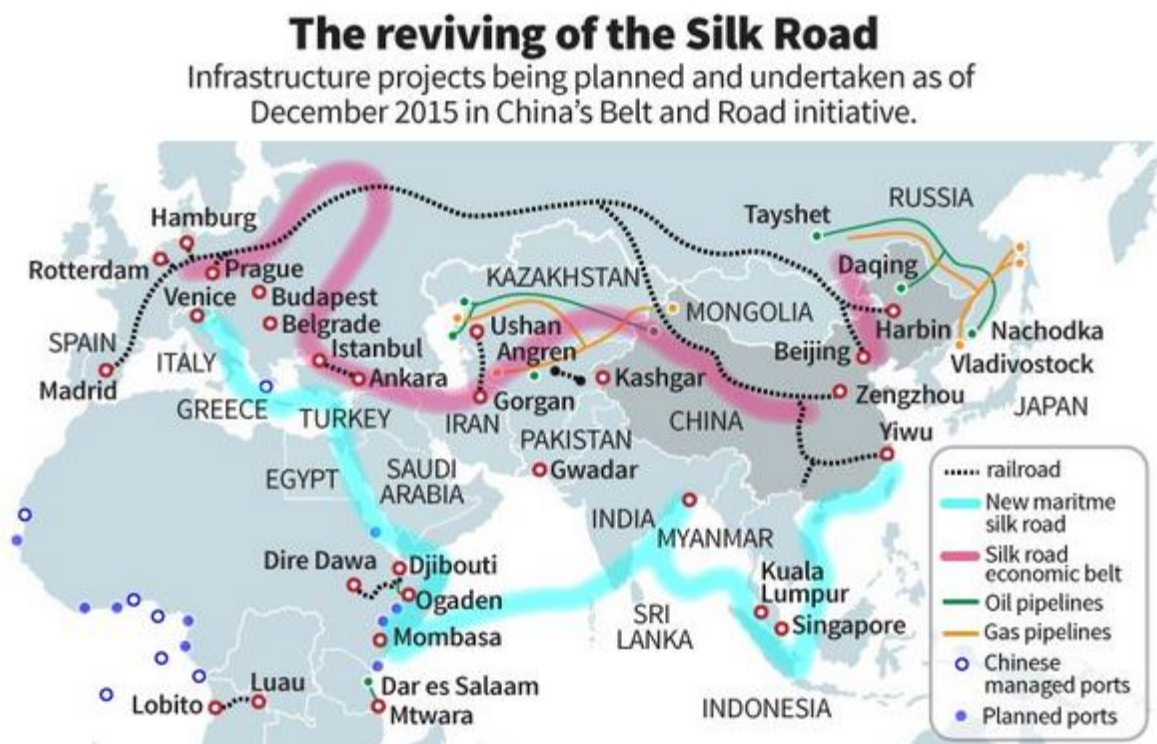 The reviving of the Silk Road
Infrastructure projects being planned and undertaken as of
December 2015 in China's Belt and Road initiative.
RUSSIA
Tayshet
Hamburg
Rotterdam
Prague
Daqing
KAZAKHSTAN
Venice
Budapest
MONGOLIA
Belgrade
Ushan
Harbin
Nachodka
SPAIN
ITALY
Istanbul
Angren
Beijing
Vladivostock
Madrid
Ankara
Kashgar
Zengzhou
GREECE
TURKEY
IRAN
Gorgan
CHINA
JAPAN
PAKISTAN
Yiwu
EGYPT
SAUDI
ARABIA
Gwadar
INDIA
MYANMAR
Dire Dawa
Djibouti
Ogaden
Kuala
Lumpur
SRI
LANKA
Singapore
Mombasa
Luau
Dar es Salaam
Lobito
Mtwara
INDONESIA
railroad
New maritme
silk road
Silk road
economic belt
Oil pipelines
Gas pipelines
Chinese
managed ports
Planned ports